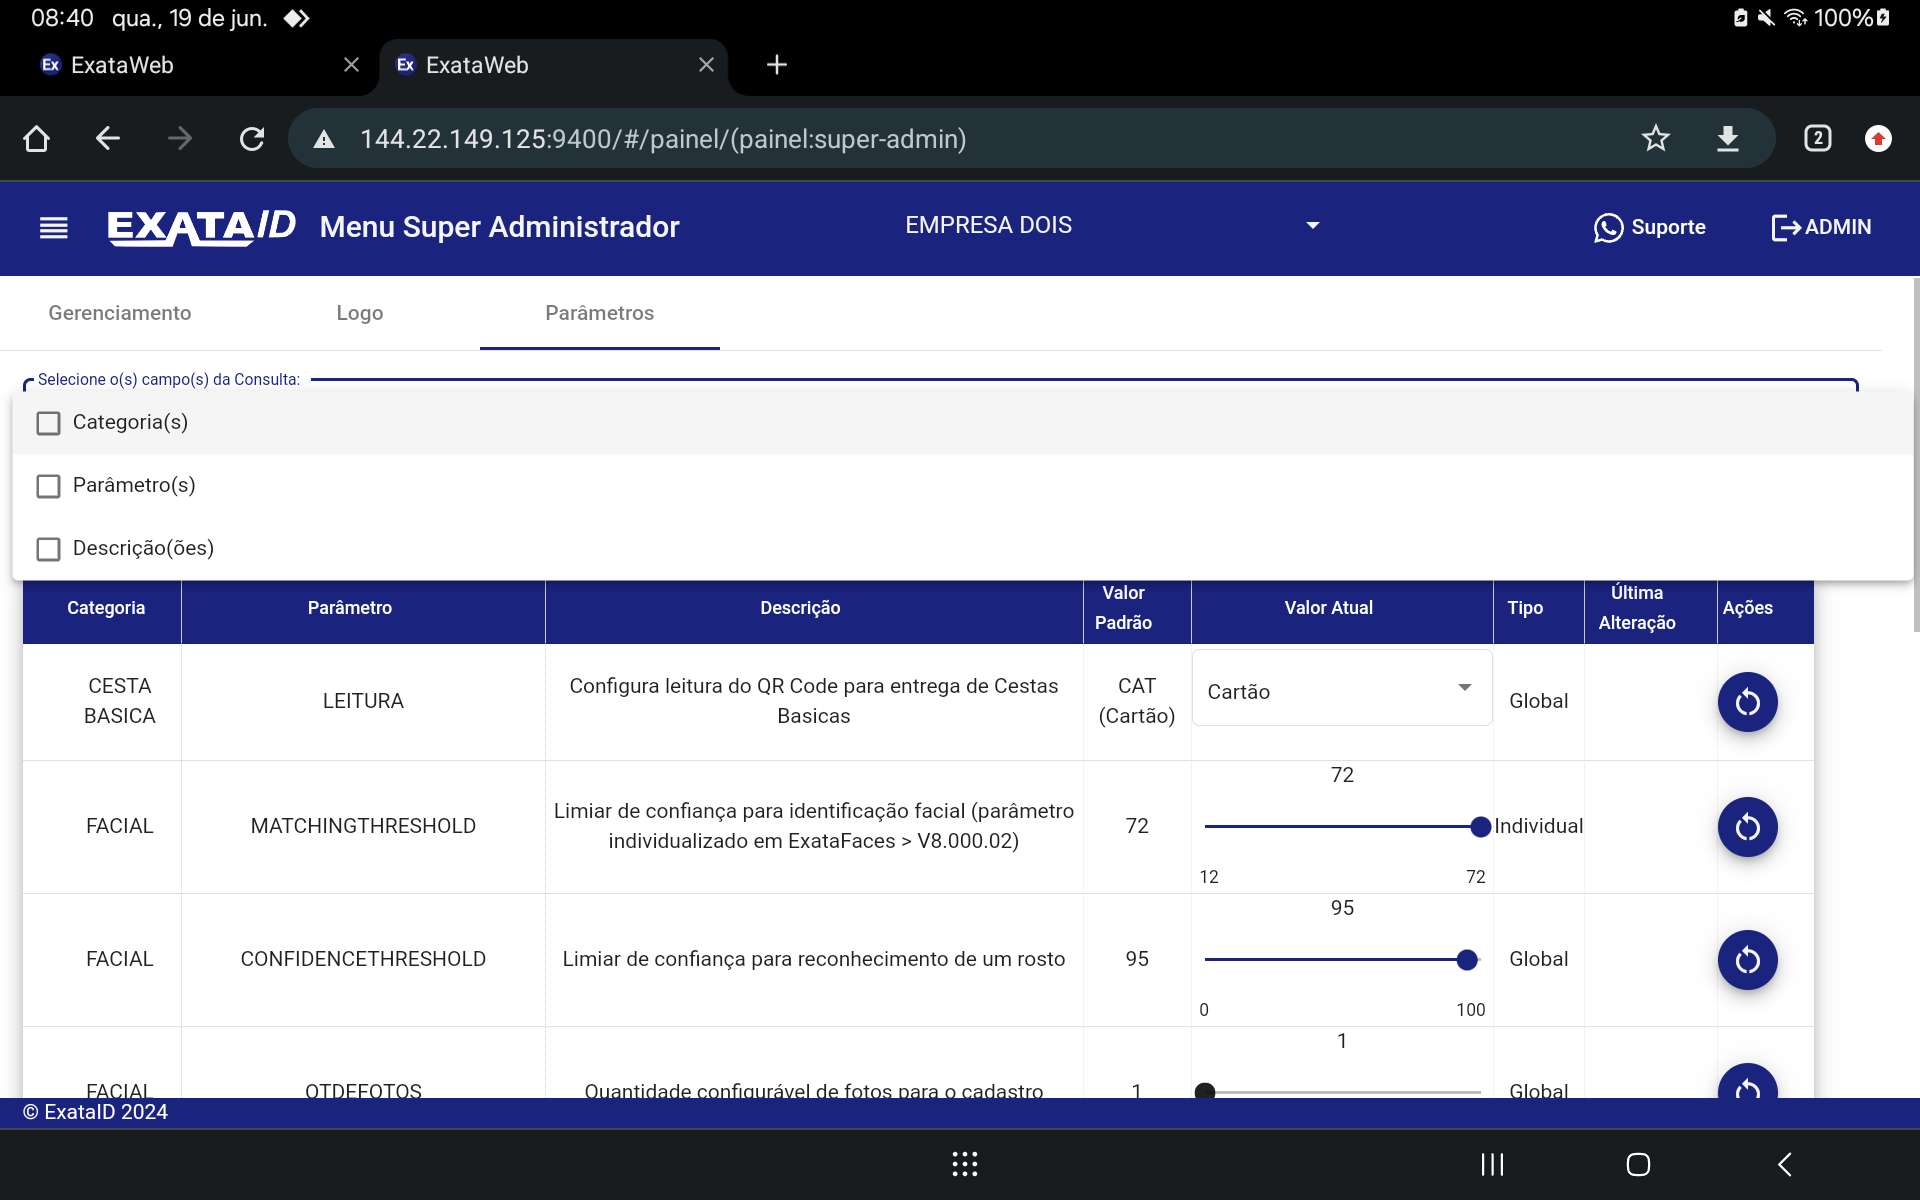 08:40 qua., 19 de jun. 100%
ExataWeb
ExataWeb
144.22.149.125:9400/#/painel/(painel:super-admin)
2
EXATAID Menu Super Administrador EMPRESA DOIS Suporte ADMIN
Gerenciamento Logo Parâmetros
Selecione o(s) campo(s) da Consulta:
Categoria(s)
Parâmetro(s)
Descrição(ões)
Categoria Parâmetro Descrição Valor Padrão Valor Atual Tipo Última Alteração Ações
CESTA BASICA LEITURA Configura leitura do QR Code para entrega de Cestas Basicas CAT (Cartão) Cartão Global
72
FACIAL MATCHINGTHRESHOLD Limiar de confiança para identificação facial (parâmetro individualizado em ExataFaces > V8.000.02) 72 Individual
12 72
95
FACIAL CONFIDENCETHRESHOLD Limiar de confiança para reconhecimento de um rosto 95 Global
0 100
1
FACIAL QTDEFOTOS Quantidade configurável de fotos para o cadastro 1 Global
© ExataID 2024